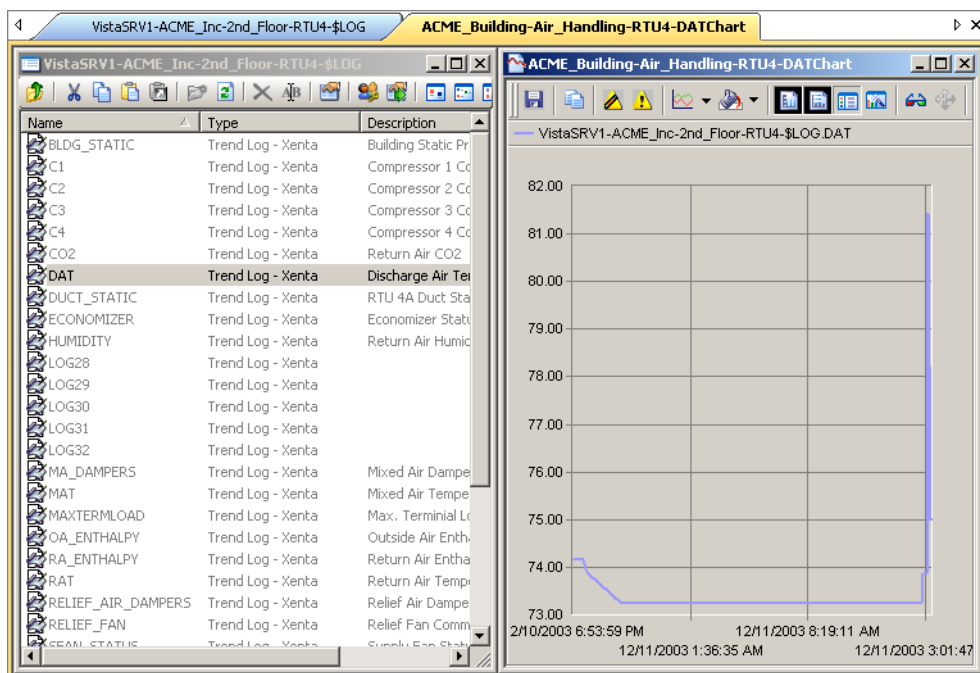 VistaSRV1-ACME_Inc-2nd_Floor-RTU4-$LOG
ACME_Building-Air_Handling-RTU4-DATChart
VistaSRV1-ACME_Inc-2nd_Floor-RTU4-$LOG
Name Type Description
BLDG_STATIC Trend Log - Xenta Building Static Pr
C1 Trend Log - Xenta Compressor 1 Co
C2 Trend Log - Xenta Compressor 2 Co
C3 Trend Log - Xenta Compressor 3 Co
C4 Trend Log - Xenta Compressor 4 Co
CO2 Trend Log - Xenta Return Air CO2
DAT Trend Log - Xenta Discharge Air Te
DUCT_STATIC Trend Log - Xenta RTU 4A Duct Sta
ECONOMIZER Trend Log - Xenta Economizer Statu
HUMIDITY Trend Log - Xenta Return Air Humid
LOG28 Trend Log - Xenta
LOG29 Trend Log - Xenta
LOG30 Trend Log - Xenta
LOG31 Trend Log - Xenta
LOG32 Trend Log - Xenta
MA_DAMPERS Trend Log - Xenta Mixed Air Dampe
MAT Trend Log - Xenta Mixed Air Tempe
MAXTERMLOAD Trend Log - Xenta Max. Terminial Lo
OA_ENTHALPY Trend Log - Xenta Outside Air Enth
RA_ENTHALPY Trend Log - Xenta Return Air Entha
RAT Trend Log - Xenta Return Air Tempe
RELIEF_AIR_DAMPERS Trend Log - Xenta Relief Air Dampe
RELIEF_FAN Trend Log - Xenta Relief Fan Comm
SFAN_STATUS Trend Log - Xenta Supply Fan Statu
ACME_Building-Air_Handling-RTU4-DATChart
VistaSRV1-ACME_Inc-2nd_Floor-RTU4-$LOG.DAT
82.00
81.00
80.00
79.00
78.00
77.00
76.00
75.00
74.00
73.00
2/10/2003 6:53:59 PM 12/11/2003 8:19:11 AM
12/11/2003 1:36:35 AM 12/11/2003 3:01:47